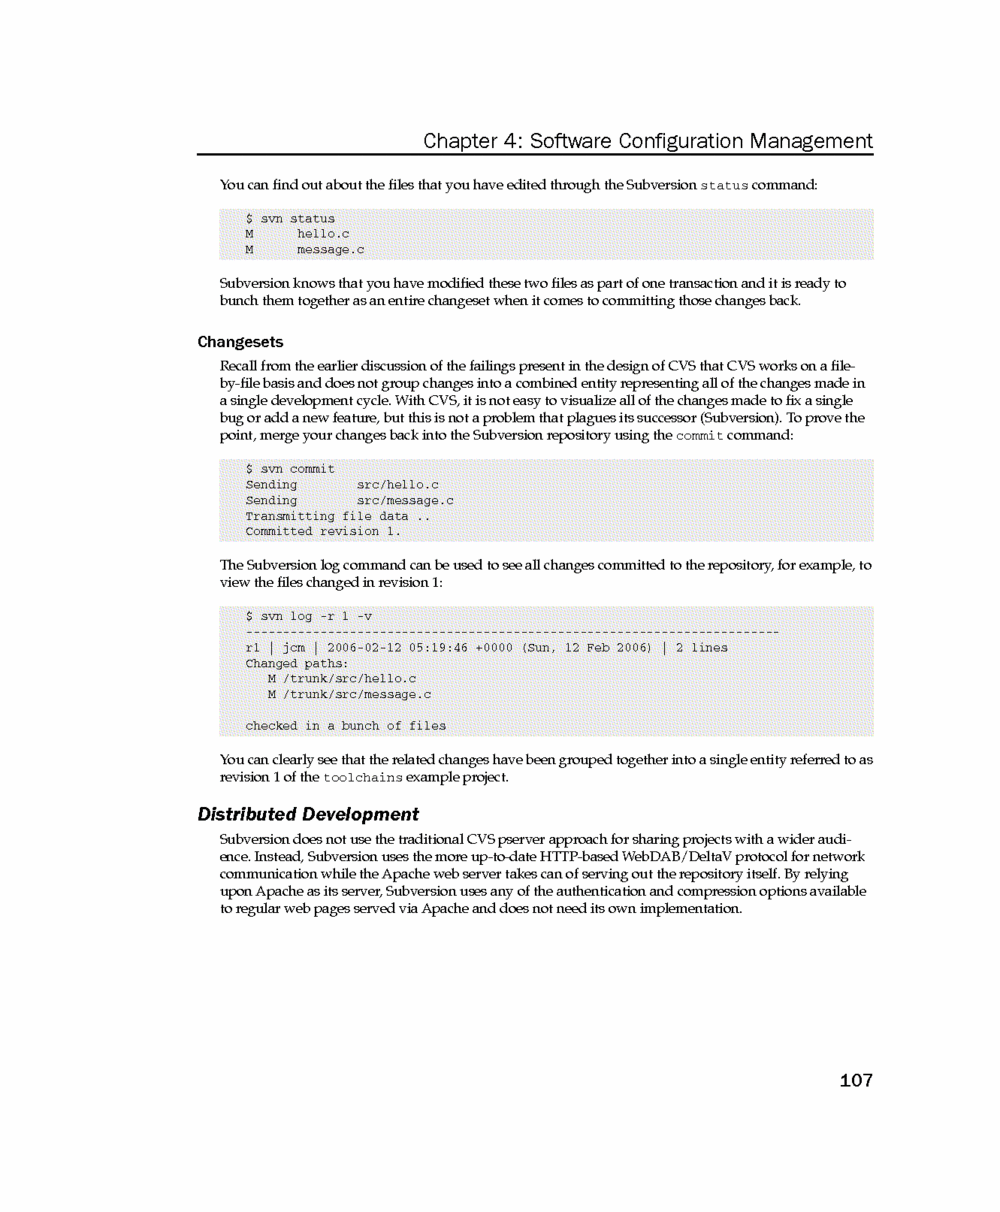 Chapter 4: Software Configuration Management
You can find out about the files that you have edited through the Subversion status command:
$ svn status
M      hello.c
M      message.c
Subversion knows that you have modified these two files as part of one transaction and it is ready to
bunch them together as an entire changeset when it comes to committing those changes back.
Changesets
Recall from the earlier discussion of the failings present in the design of CVS that CVS works on a file-
by-file basis and does not group changes into a combined entity representing all of the changes made in
a single development cycle. With CVS, it is not easy to visualize all of the changes made to fix a single
bug or add a new feature, but this is not a problem that plagues its successor (Subversion). To prove the
point, merge your changes back into the Subversion repository using the commit command:
$ svn commit
Sending        src/hello.c
Sending        src/message.c
Transmitting file data ..
Committed revision 1.
The Subversion log command can be used to see all changes committed to the repository, for example, to
view the files changed in revision 1:
$ svn log -r 1 -v
------------------------------------------------------------------------
r1 | jcm | 2006-02-12 05:19:46 +0000 (Sun, 12 Feb 2006) | 2 lines
Changed paths:
   M /trunk/src/hello.c
   M /trunk/src/message.c
checked in a bunch of files
You can clearly see that the related changes have been grouped together into a single entity referred to as
revision 1 of the toolchains example project.
Distributed Development
Subversion does not use the traditional CVS pserver approach for sharing projects with a wider audi-
ence. Instead, Subversion uses the more up-to-date HTTP-based WebDAB/DeltaV protocol for network
communication while the Apache web server takes can of serving out the repository itself. By relying
upon Apache as its server, Subversion uses any of the authentication and compression options available
to regular web pages served via Apache and does not need its own implementation.
107